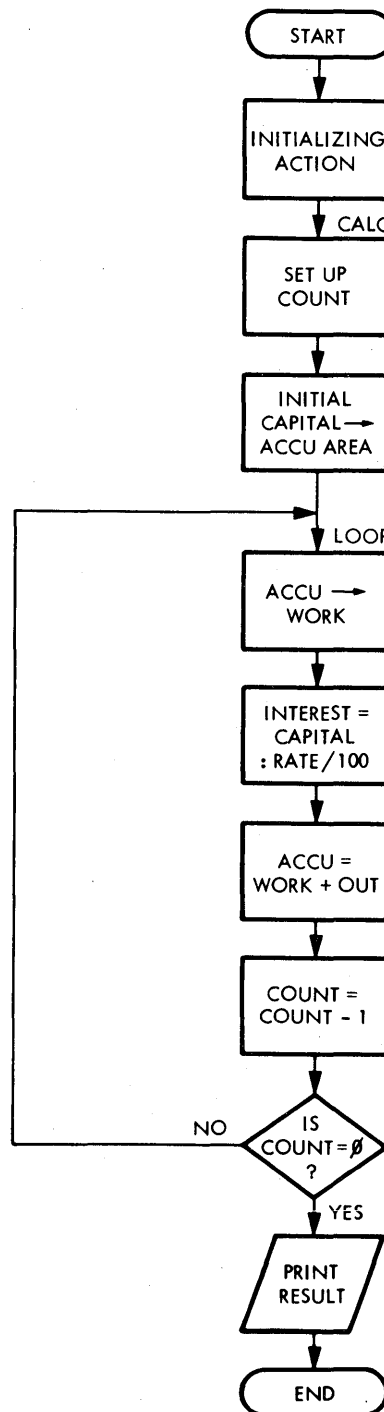 START
INITIALIZING
ACTION
CALC
SET UP
COUNT
INITIAL
CAPITAL →
ACCU AREA
LOOP
ACCU →
WORK
INTEREST =
CAPITAL
: RATE/100
ACCU =
WORK + OUT
COUNT =
COUNT - 1
NO
IS
COUNT = Ø
?
YES
PRINT
RESULT
END